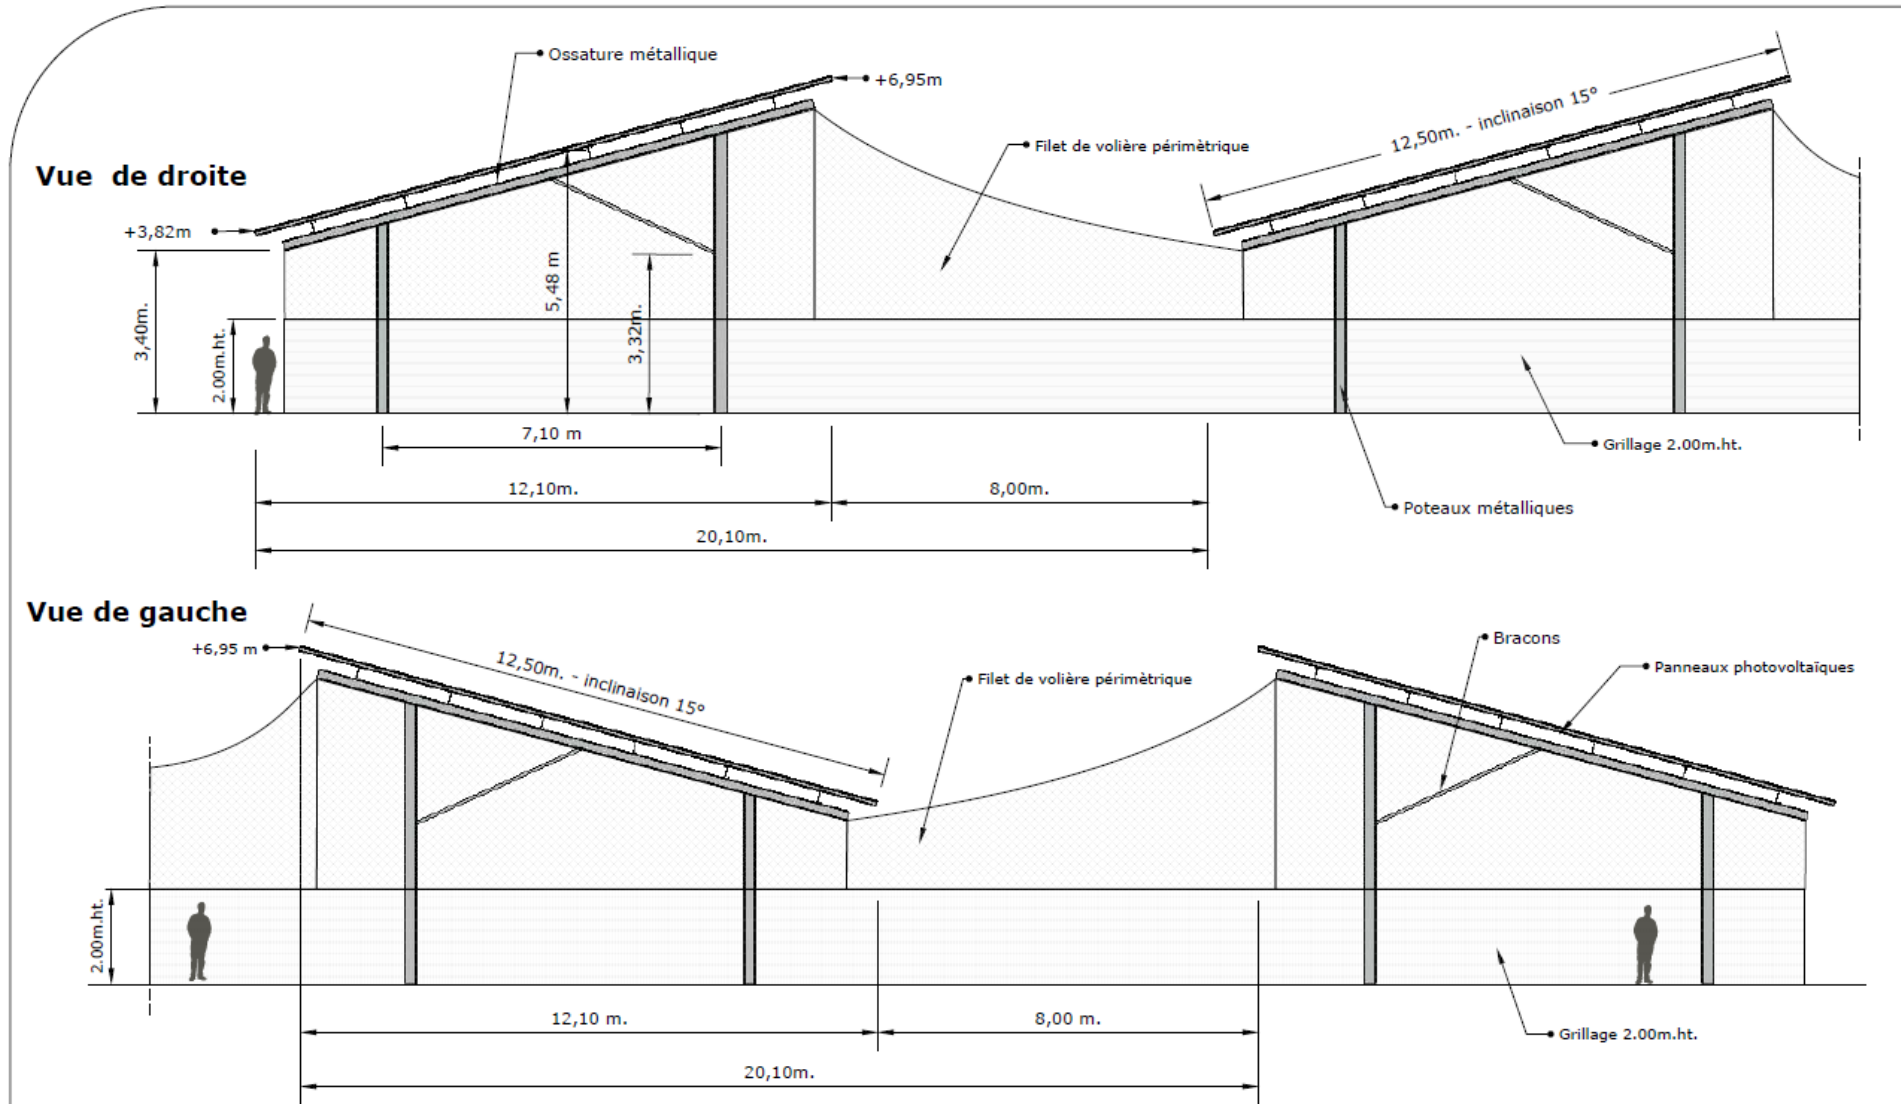 Ossature métallique
+6,95m
12,50m. - inclinaison 15°
Filet de volière périmètrique
Vue  de droite
+3,82m
5,48 m
3,40m.
3,32m.
2.00m.ht.
7,10 m
Grillage 2.00m.ht.
12,10m.
8,00m.
Poteaux métalliques
20,10m.
Vue de gauche
+6,95 m
12,50m. - inclinaison 15°
Bracons
Panneaux photovoltaïques
Filet de volière périmètrique
2.00m.ht.
12,10 m.
8,00 m.
Grillage 2.00m.ht.
20,10m.